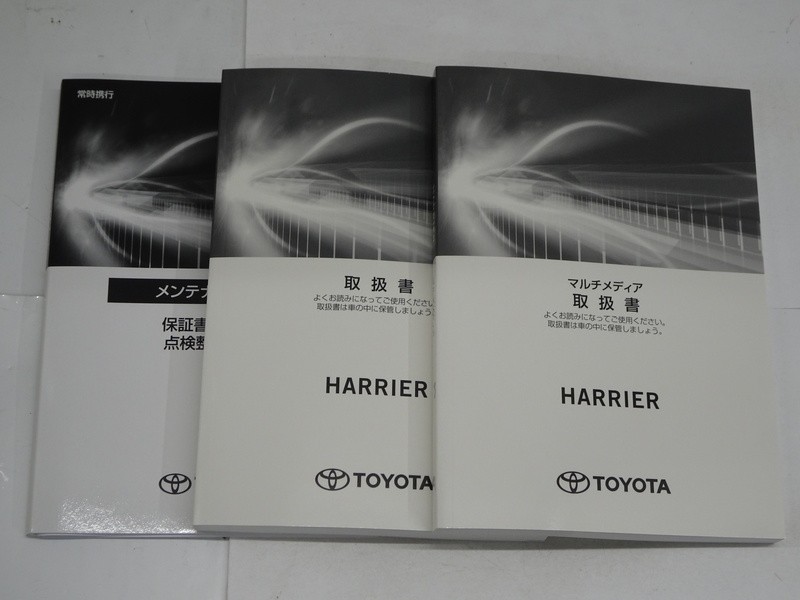 常時携行
メンテナ
保証書
点検整
取扱書
よくお読みになってご使用ください
取扱書は車の中に保管しましょう
HARRIER
TOYOTA
マルチメディア
取扱書
よくお読みになってご使用ください。
取扱書は車の中に保管しましょう。
HARRIER
TOYOTA